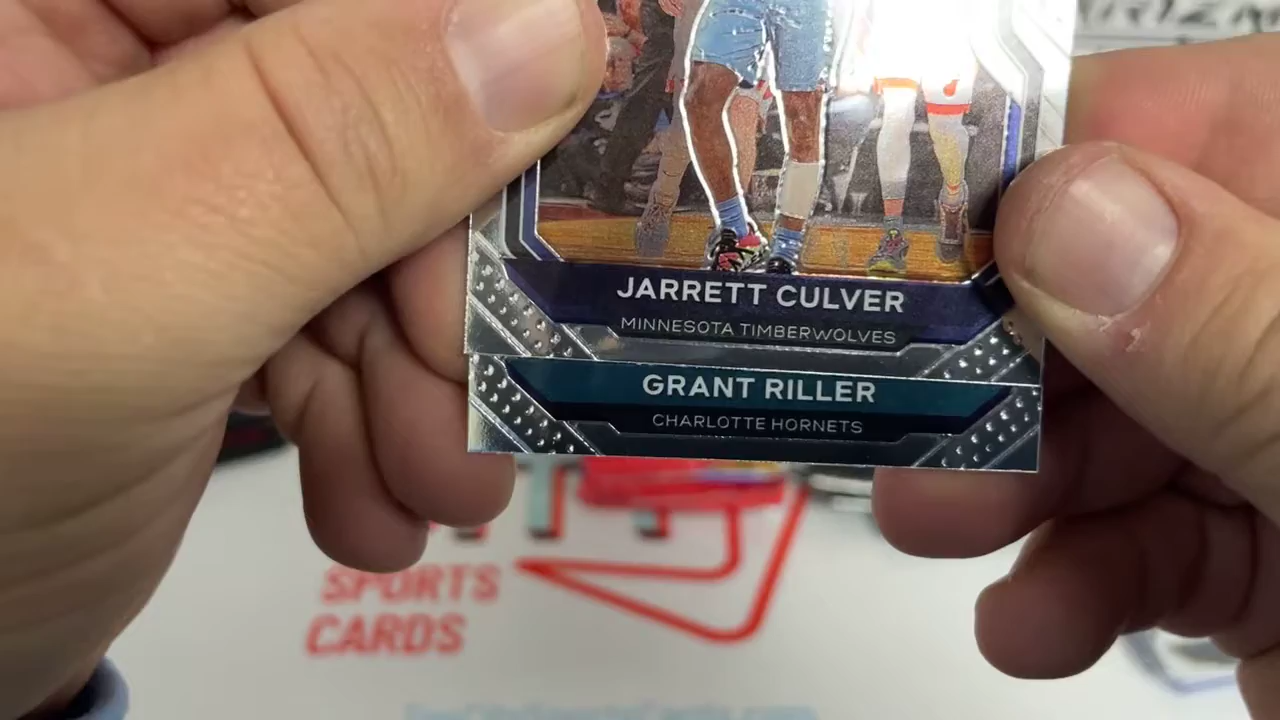 JARRETT CULVER
MINNESOTA TIMBERWOLVES
GRANT RILLER
CHARLOTTE HORNETS
SPORTS
CARDS